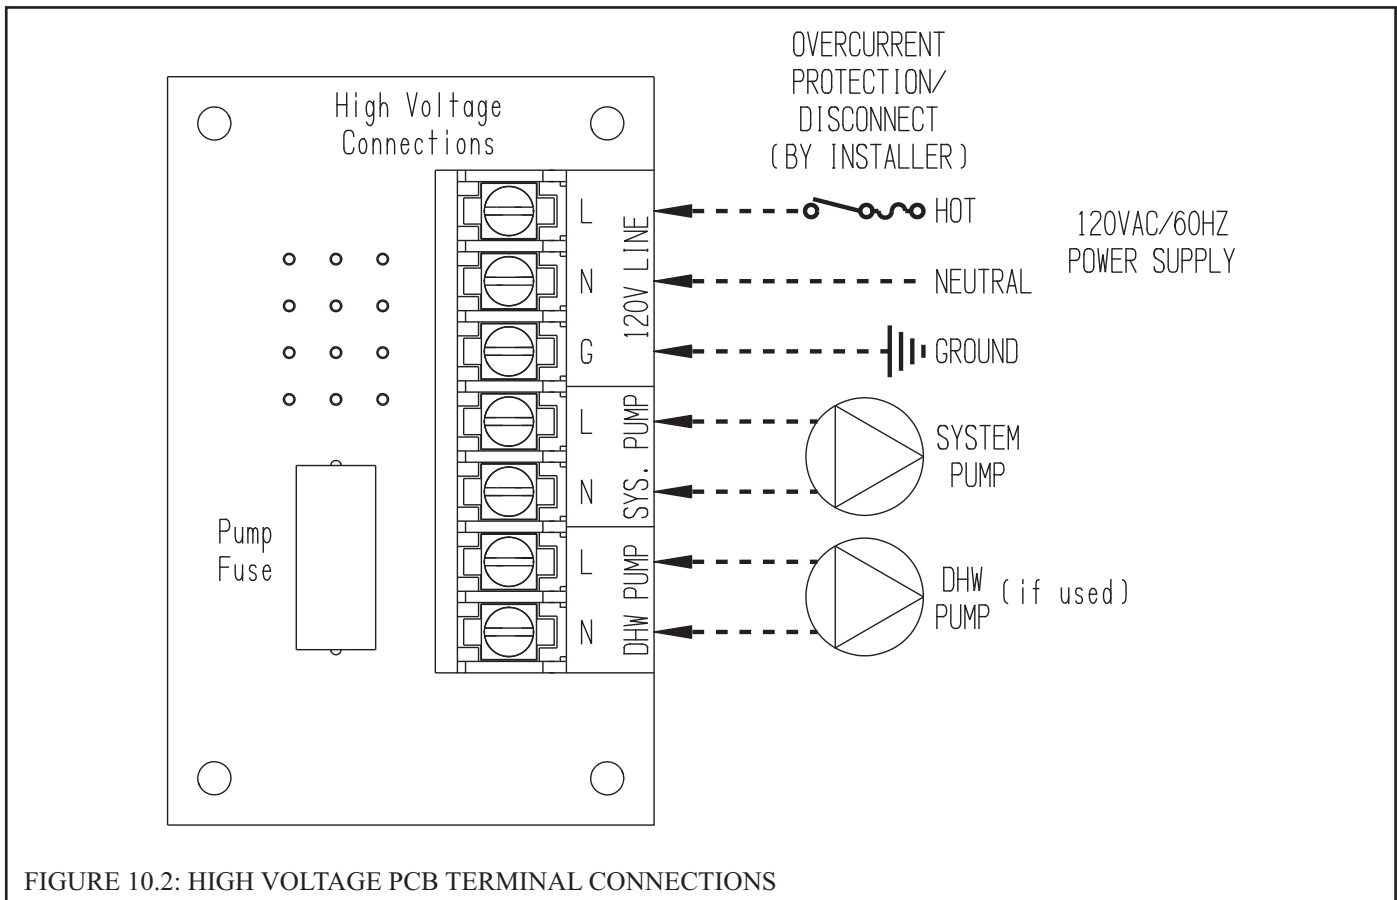 OVERCURRENT
PROTECTION/
DISCONNECT
(BY INSTALLER)
High Voltage
Connections
L
N
G
120V LINE
HOT
NEUTRAL
GROUND
120VAC/60HZ
POWER SUPPLY
L
N
SYS. PUMP
SYSTEM
PUMP
L
N
DHW PUMP
DHW
PUMP
(if used)
Pump
Fuse
FIGURE 10.2: HIGH VOLTAGE PCB TERMINAL CONNECTIONS